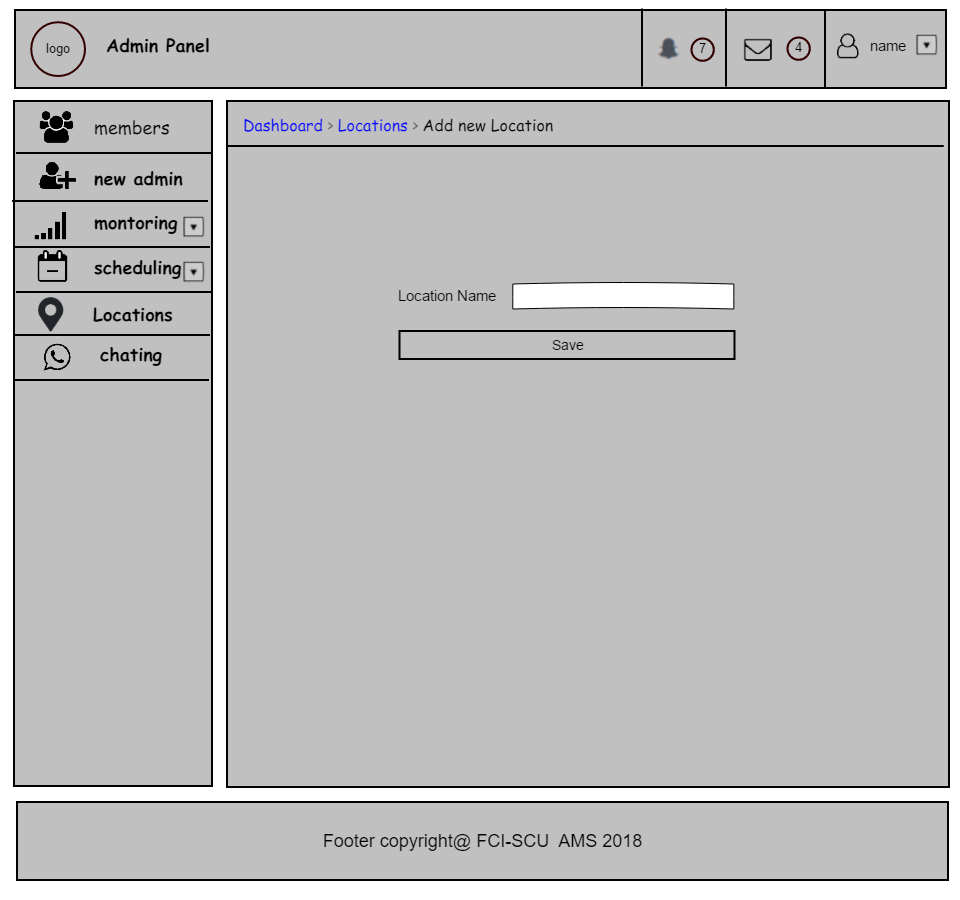 logo
Admin Panel
7
4
name
members
new admin
montoring
scheduling
Locations
chating
Dashboard > Locations > Add new Location
Location Name
Save
Footer copyright@ FCI-SCU  AMS 2018